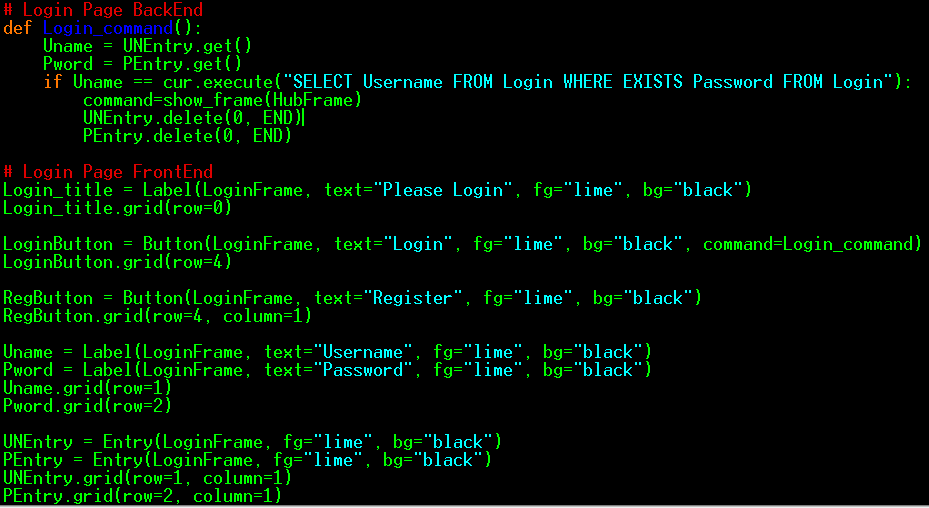 # Login Page BackEnd
def Login_command():
    Uname = UNEntry.get()
    Pword = PEntry.get()
    if Uname == cur.execute("SELECT Username FROM Login WHERE EXISTS Password FROM Login"):
        command=show_frame(HubFrame)
        UNEntry.delete(0, END)
        PEntry.delete(0, END)

# Login Page FrontEnd
Login_title = Label(LoginFrame, text="Please Login", fg="lime", bg="black")
Login_title.grid(row=0)

LoginButton = Button(LoginFrame, text="Login", fg="lime", bg="black", command=Login_command)
LoginButton.grid(row=4)

RegButton = Button(LoginFrame, text="Register", fg="lime", bg="black")
RegButton.grid(row=4, column=1)

Uname = Label(LoginFrame, text="Username", fg="lime", bg="black")
Pword = Label(LoginFrame, text="Password", fg="lime", bg="black")
Uname.grid(row=1)
Pword.grid(row=2)

UNEntry = Entry(LoginFrame, fg="lime", bg="black")
PEntry = Entry(LoginFrame, fg="lime", bg="black")
UNEntry.grid(row=1, column=1)
PEntry.grid(row=2, column=1)